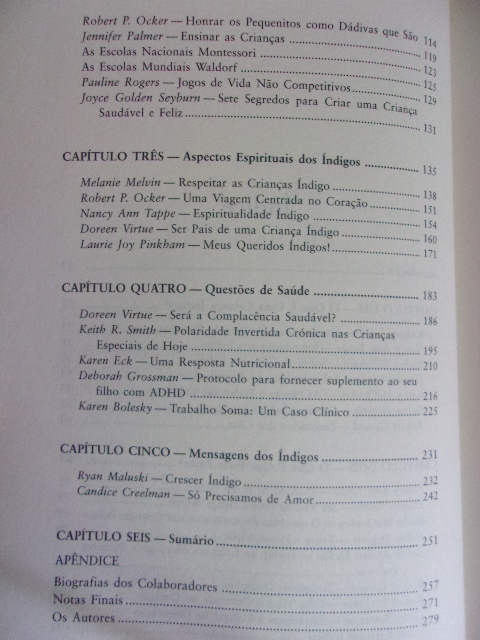 Robert P. Ocker — Honrar os Pequenitos como Dádivas que São 114
Jennifer Palmer — Ensinar as Crianças ........ 119
As Escolas Nacionais Montessori ........ 123
As Escolas Mundiais Waldorf ........ 125
Pauline Rogers — Jogos de Vida Não Competitivos ........ 129
Joyce Golden Seyburn — Sete Segredos para Criar uma Criança
Saudável e Feliz ........ 131
CAPÍTULO TRÊS — Aspectos Espirituais dos Índigos ........ 135
Melanie Melvin — Respeitar as Crianças Índigo ........ 138
Robert P. Ocker — Uma Viagem Centrada no Coração ........ 151
Nancy Ann Tappe — Espiritualidade Índigo ........ 154
Doreen Virtue — Ser Pais de uma Criança Índigo ........ 160
Laurie Joy Pinkham — Meus Queridos Índigos! ........ 171
CAPÍTULO QUATRO — Questões de Saúde ........ 183
Doreen Virtue — Será a Complacência Saudável? ........ 186
Keith R. Smith — Polaridade Invertida Crónica nas Crianças
Especiais de Hoje ........ 195
Karen Eck — Uma Resposta Nutricional ........ 210
Deborah Grossman — Protocolo para fornecer suplemento ao seu
filho com ADHD ........ 216
Karen Bolesky — Trabalho Soma: Um Caso Clínico ........ 225
CAPÍTULO CINCO — Mensagens dos Índigos ........ 231
Ryan Maluski — Crescer Índigo ........ 232
Candice Creelman — Só Precisamos de Amor ........ 242
CAPÍTULO SEIS — Sumário ........ 251
APÊNDICE
Biografias dos Colaboradores ........ 257
Notas Finais ........ 271
Os Autores ........ 279